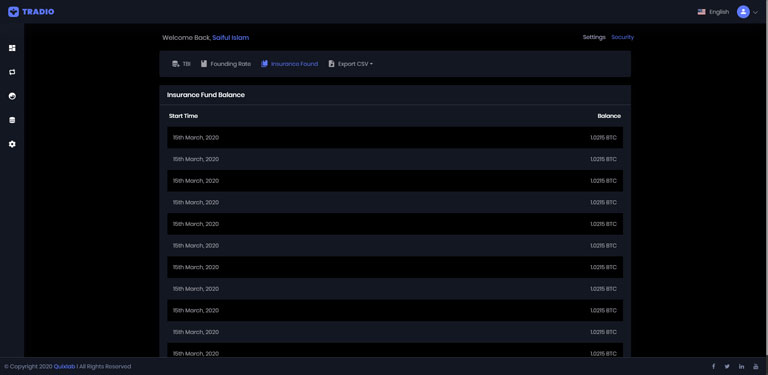 TRADIO
English
Welcome Back, Saiful Islam
Settings Security
TBI Founding Rate Insurance Found Export CSV
Insurance Fund Balance
Start Time Balance
15th March, 2020 1.0215 BTC
15th March, 2020 1.0215 BTC
15th March, 2020 1.0215 BTC
15th March, 2020 1.0215 BTC
15th March, 2020 1.0215 BTC
15th March, 2020 1.0215 BTC
15th March, 2020 1.0215 BTC
15th March, 2020 1.0215 BTC
15th March, 2020 1.0215 BTC
15th March, 2020 1.0215 BTC
15th March, 2020 1.0215 BTC
© Copyright 2020 Quixlab | All Rights Reserved